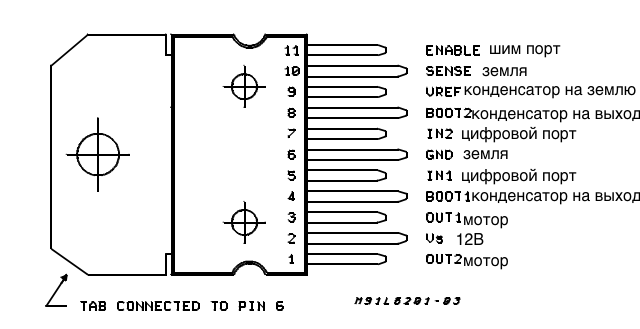 11 ENABLE шим порт
10 SENSE земля
9 VREF конденсатор на землю
8 BOOT2 конденсатор на выход
7 IN2 цифровой порт
6 GND земля
5 IN1 цифровой порт
4 BOOT1 конденсатор на выход
3 OUT1 мотор
2 Vs 12В
1 OUT2 мотор
TAB CONNECTED TO PIN 6
M91L6201-03